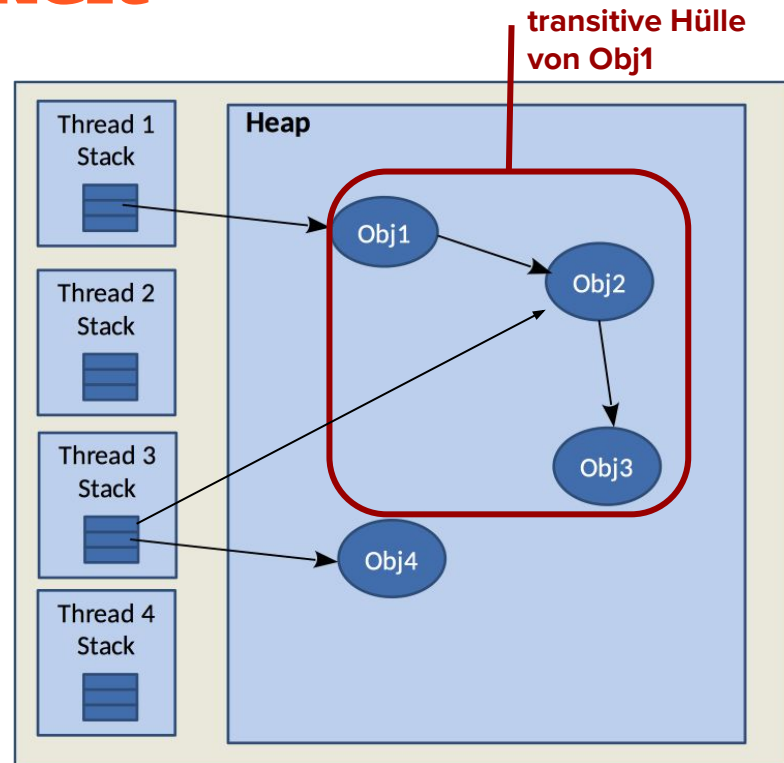 transitive Hülle
von Obj1
Thread 1
Stack
Heap
Obj1
Obj2
Thread 2
Stack
Thread 3
Stack
Obj3
Obj4
Thread 4
Stack